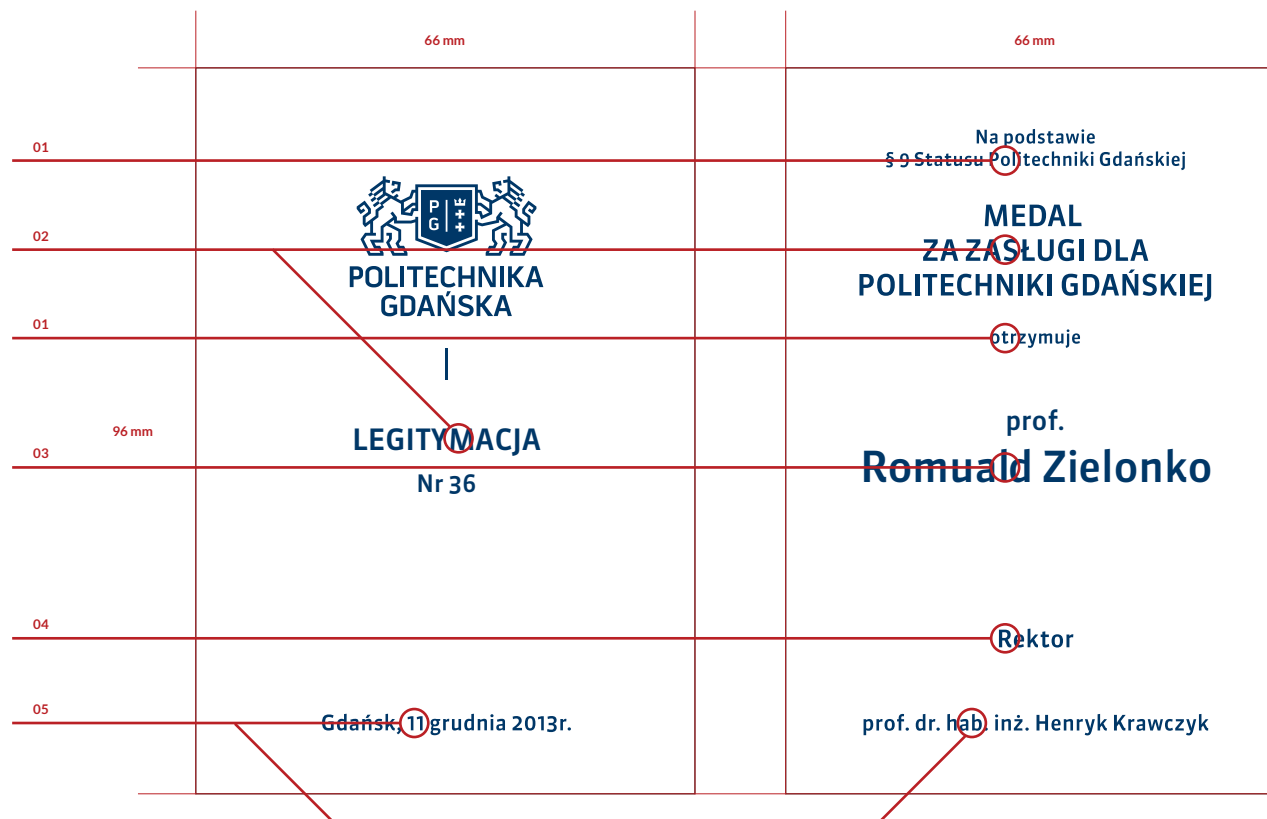 66 mm
66 mm
01
Na podstawie
§ 9 Statusu Politechniki Gdańskiej
P
G
02
MEDAL
ZA ZASŁUGI DLA
POLITECHNIKI GDAŃSKIEJ
POLITECHNIKA
GDAŃSKA
01
otrzymuje
96 mm
LEGITYMACJA
Nr 36
prof.
03
Romuald Zielonko
04
Rektor
05
Gdańsk, 11 grudnia 2013r.
prof. dr. hab. inż. Henryk Krawczyk